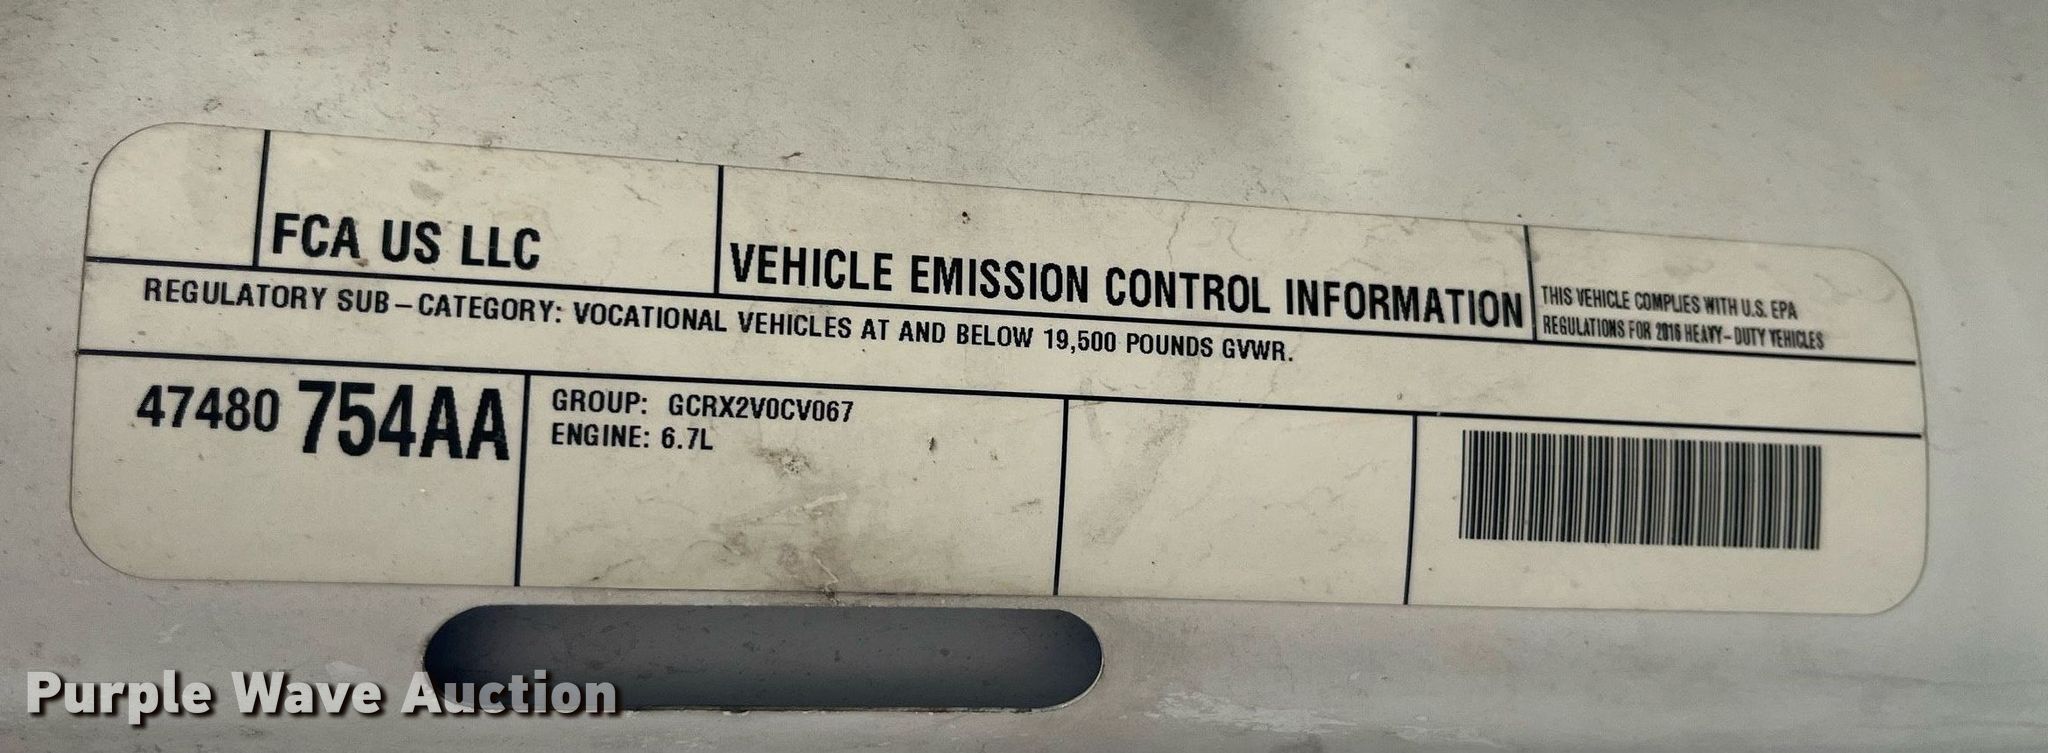 FCA US LLC
VEHICLE EMISSION CONTROL INFORMATION
THIS VEHICLE COMPLIES WITH U.S. EPA
REGULATIONS FOR 2016 HEAVY-DUTY VEHICLES
REGULATORY SUB-CATEGORY: VOCATIONAL VEHICLES AT AND BELOW 19,500 POUNDS GVWR.
47480 754AA
GROUP: GCRX2V0CV067
ENGINE: 6.7L
Purple Wave Auction